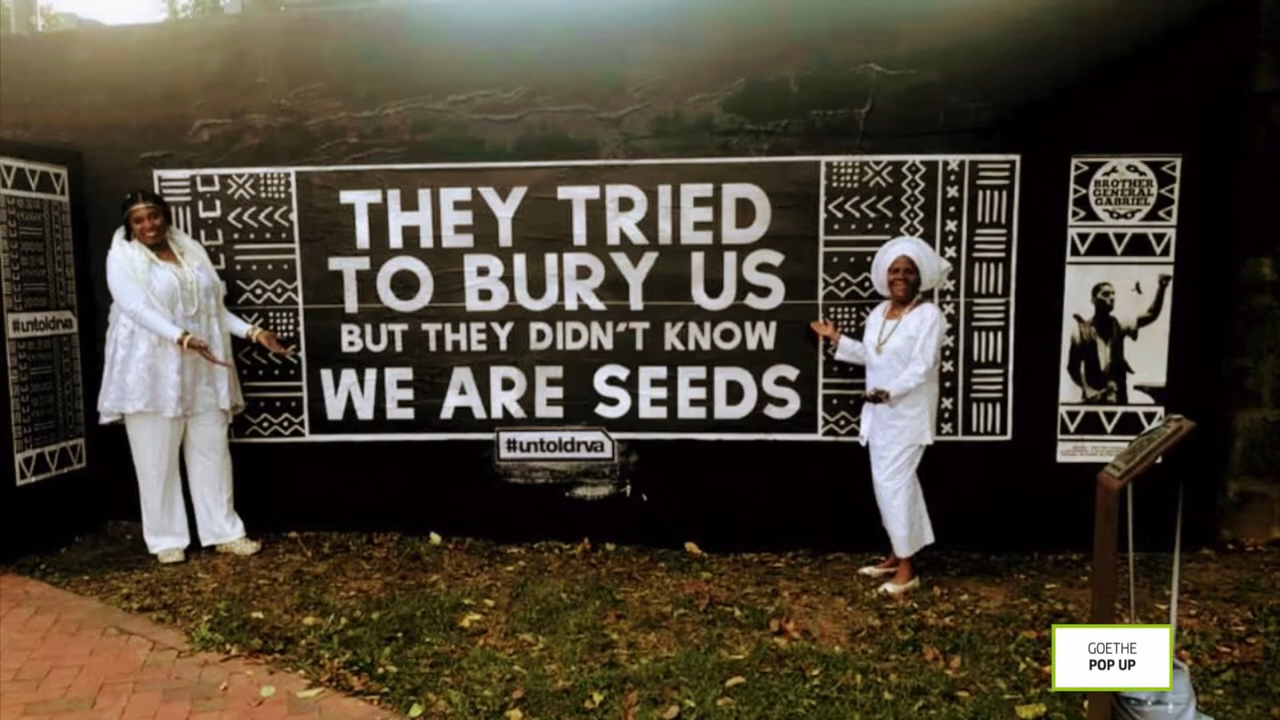 THEY TRIED
TO BURY US
BUT THEY DIDN'T KNOW
WE ARE SEEDS
#untoldrva
#untoldrva
BROTHER
GENERAL
GABRIEL
GOETHE
POP UP